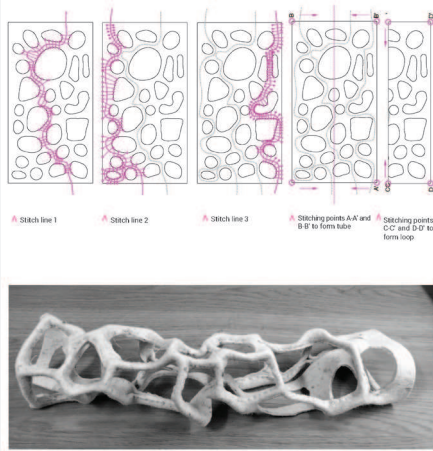 B
B'
A'
Stitch line 1
Stitch line 2
Stitch line 3
Stitching points A-A' and
B-B' to form tube
Stitching points
C-C' and D-D' to
form loop